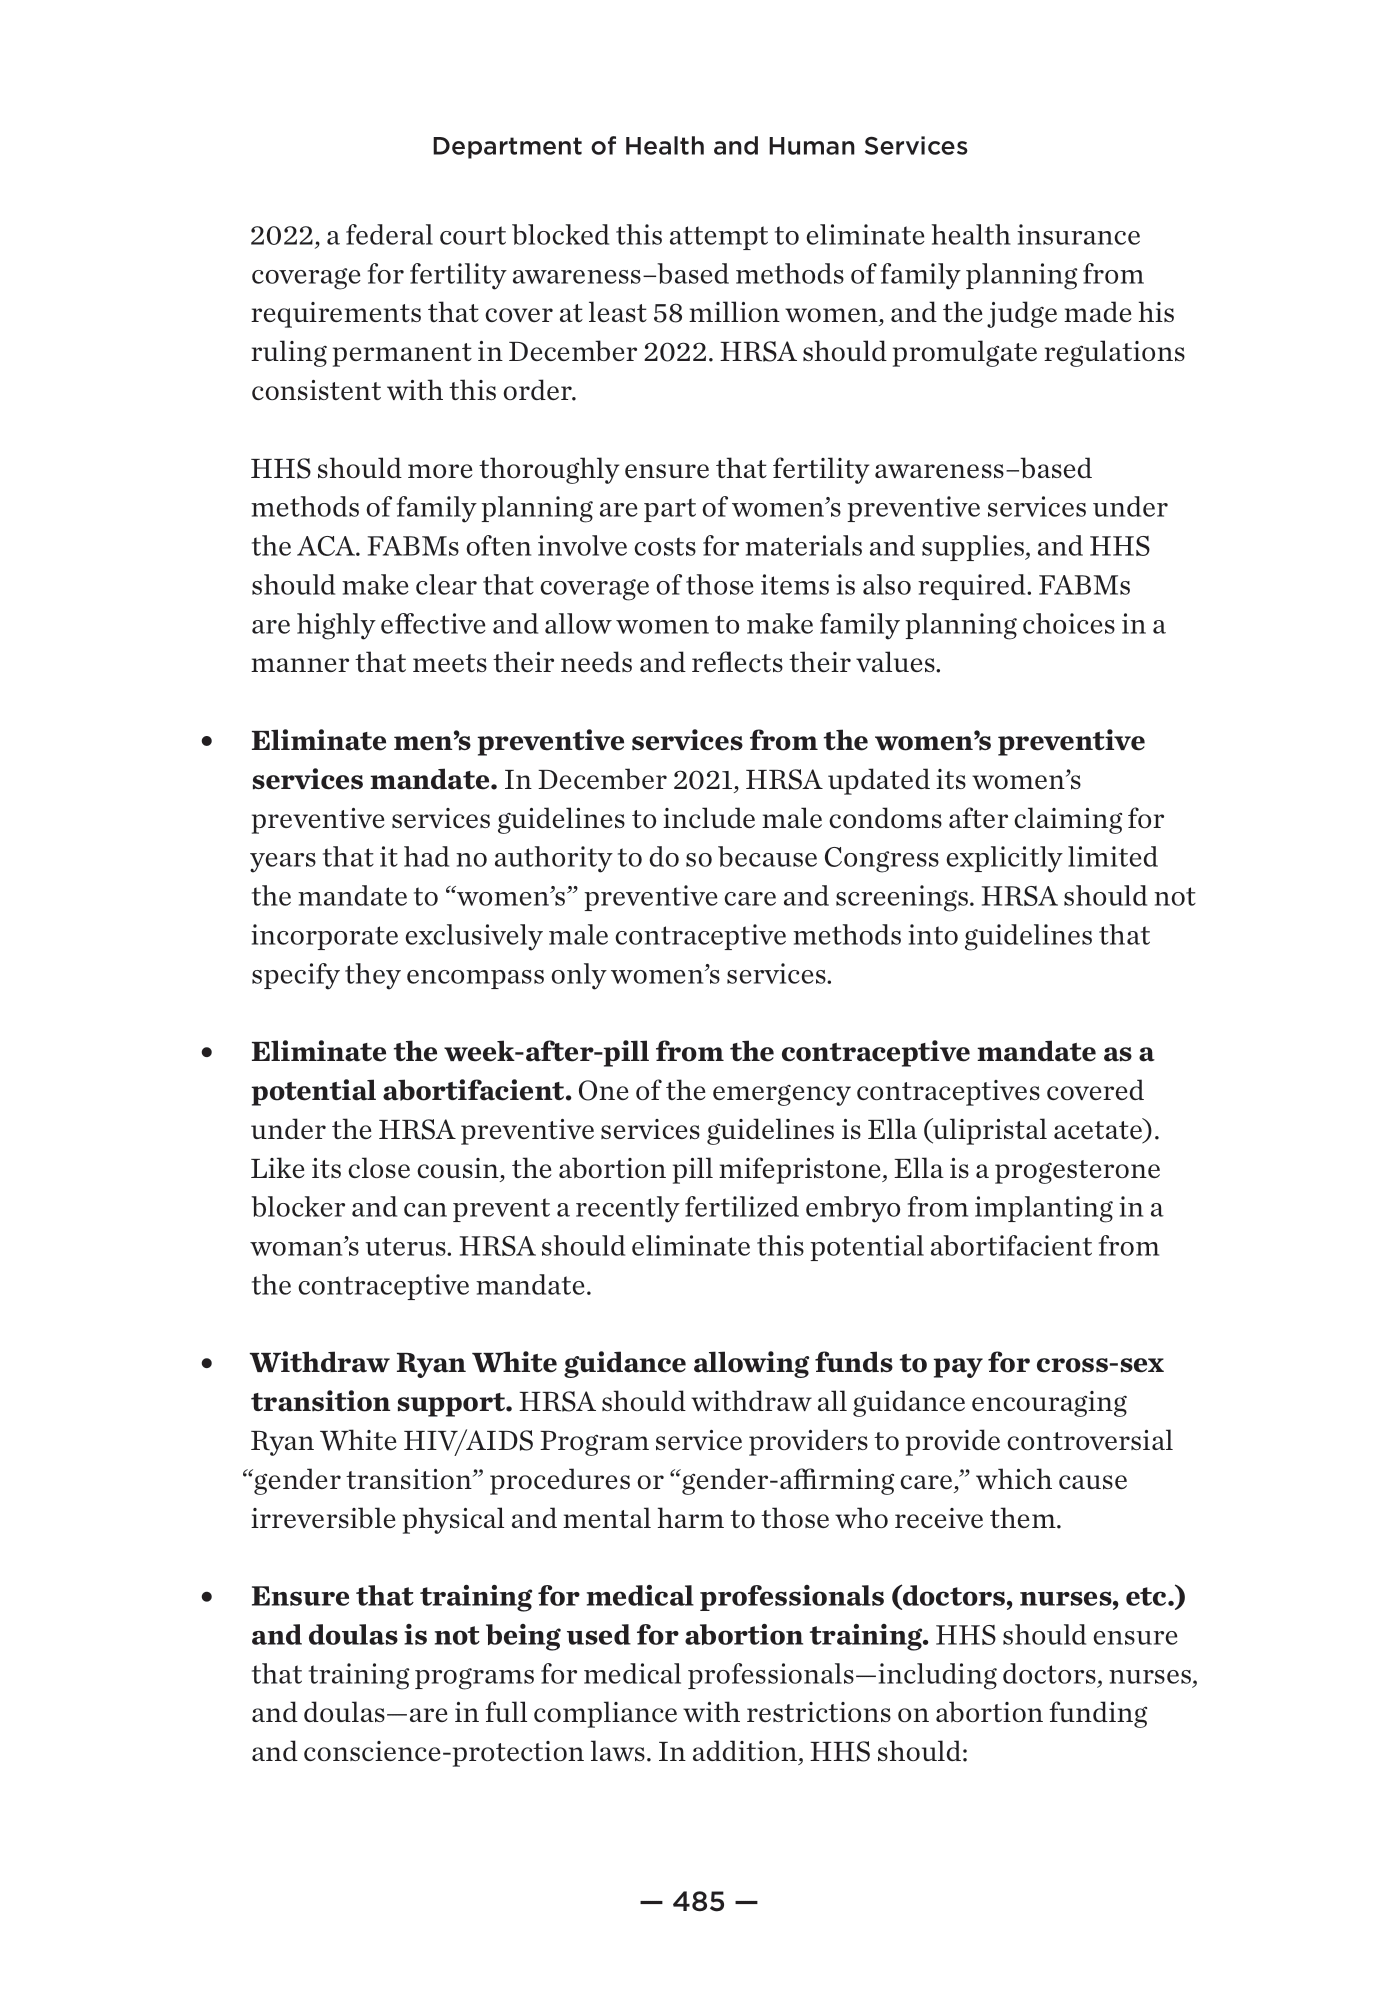 Department of Health and Human Services
2022, a federal court blocked this attempt to eliminate health insurance
coverage for fertility awareness–based methods of family planning from
requirements that cover at least 58 million women, and the judge made his
ruling permanent in December 2022. HRSA should promulgate regulations
consistent with this order.
HHS should more thoroughly ensure that fertility awareness–based
methods of family planning are part of women’s preventive services under
the ACA. FABMs often involve costs for materials and supplies, and HHS
should make clear that coverage of those items is also required. FABMs
are highly effective and allow women to make family planning choices in a
manner that meets their needs and reflects their values.
• Eliminate men’s preventive services from the women’s preventive
services mandate. In December 2021, HRSA updated its women’s
preventive services guidelines to include male condoms after claiming for
years that it had no authority to do so because Congress explicitly limited
the mandate to “women’s” preventive care and screenings. HRSA should not
incorporate exclusively male contraceptive methods into guidelines that
specify they encompass only women’s services.
• Eliminate the week-after-pill from the contraceptive mandate as a
potential abortifacient. One of the emergency contraceptives covered
under the HRSA preventive services guidelines is Ella (ulipristal acetate).
Like its close cousin, the abortion pill mifepristone, Ella is a progesterone
blocker and can prevent a recently fertilized embryo from implanting in a
woman’s uterus. HRSA should eliminate this potential abortifacient from
the contraceptive mandate.
• Withdraw Ryan White guidance allowing funds to pay for cross-sex
transition support. HRSA should withdraw all guidance encouraging
Ryan White HIV/AIDS Program service providers to provide controversial
“gender transition” procedures or “gender-affirming care,” which cause
irreversible physical and mental harm to those who receive them.
• Ensure that training for medical professionals (doctors, nurses, etc.)
and doulas is not being used for abortion training. HHS should ensure
that training programs for medical professionals—including doctors, nurses,
and doulas—are in full compliance with restrictions on abortion funding
and conscience-protection laws. In addition, HHS should:
— 485 —